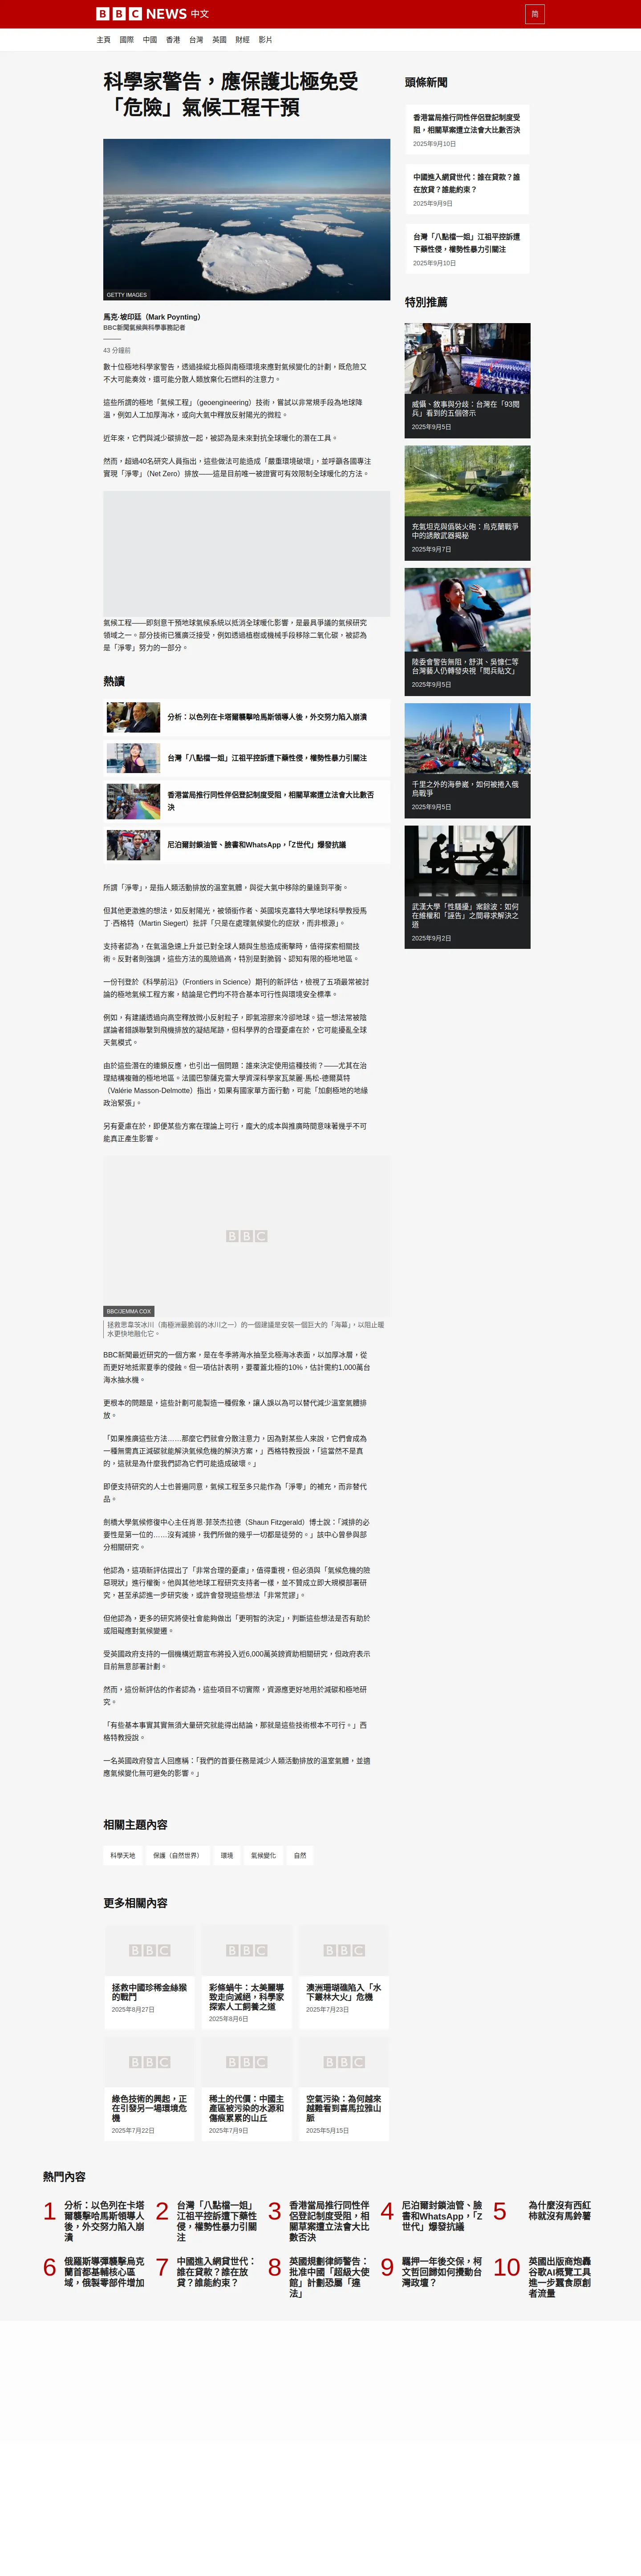 BBC NEWS 中文
简
主頁 國際 中國 香港 台灣 英國 財經 影片
科學家警告，應保護北極免受
「危險」氣候工程干預
GETTY IMAGES
馬克·坡印廷（Mark Poynting）
BBC新聞氣候與科學事務記者
43 分鐘前
數十位極地科學家警告，透過操縱北極與南極環境來應對氣候變化的計劃，既危險又
不大可能奏效，還可能分散人類放棄化石燃料的注意力。
這些所謂的極地「氣候工程」（geoengineering）技術，嘗試以非常規手段為地球降
溫，例如人工加厚海冰，或向大氣中釋放反射陽光的微粒。
近年來，它們與減少碳排放一起，被認為是未來對抗全球暖化的潛在工具。
然而，超過40名研究人員指出，這些做法可能造成「嚴重環境破壞」，並呼籲各國專注
實現「淨零」（Net Zero）排放——這是目前唯一被證實可有效限制全球暖化的方法。
氣候工程——即刻意干預地球氣候系統以抵消全球暖化影響，是最具爭議的氣候研究
領域之一。部分技術已獲廣泛接受，例如透過植樹或機械手段移除二氧化碳，被認為
是「淨零」努力的一部分。
熱讀
分析：以色列在卡塔爾襲擊哈馬斯領導人後，外交努力陷入崩潰
台灣「八點檔一姐」江祖平控訴遭下藥性侵，權勢性暴力引關注
香港當局推行同性伴侶登記制度受阻，相關草案遭立法會大比數否
決
尼泊爾封鎖油管、臉書和WhatsApp，「Z世代」爆發抗議
所謂「淨零」，是指人類活動排放的溫室氣體，與從大氣中移除的量達到平衡。
但其他更激進的想法，如反射陽光，被領銜作者、英國埃克塞特大學地球科學教授馬
丁·西格特（Martin Siegert）批評「只是在處理氣候變化的症狀，而非根源」。
支持者認為，在氣溫急速上升並已對全球人類與生態造成衝擊時，值得探索相關技
術。反對者則強調，這些方法的風險過高，特別是對脆弱、認知有限的極地地區。
一份刊登於《科學前沿》（Frontiers in Science）期刊的新評估，檢視了五項最常被討
論的極地氣候工程方案，結論是它們均不符合基本可行性與環境安全標準。
例如，有建議透過向高空釋放微小反射粒子，即氣溶膠來冷卻地球。這一想法常被陰
謀論者錯誤聯繫到飛機排放的凝結尾跡，但科學界的合理憂慮在於，它可能擾亂全球
天氣模式。
由於這些潛在的連鎖反應，也引出一個問題：誰來決定使用這種技術？——尤其在治
理結構複雜的極地地區。法國巴黎薩克雷大學資深科學家瓦萊麗·馬松-德爾莫特
（Valérie Masson-Delmotte）指出，如果有國家單方面行動，可能「加劇極地的地緣
政治緊張」。
另有憂慮在於，即便某些方案在理論上可行，龐大的成本與推廣時間意味著幾乎不可
能真正產生影響。
BBC
BBC/JEMMA COX
拯救思韋茨冰川（南極洲最脆弱的冰川之一）的一個建議是安裝一個巨大的「海幕」，以阻止暖
水更快地融化它。
BBC新聞最近研究的一個方案，是在冬季將海水抽至北極海冰表面，以加厚冰層，從
而更好地抵禦夏季的侵蝕。但一項估計表明，要覆蓋北極的10%，估計需約1,000萬台
海水抽水機。
更根本的問題是，這些計劃可能製造一種假象，讓人誤以為可以替代減少溫室氣體排
放。
「如果推廣這些方法……那麼它們就會分散注意力，因為對某些人來說，它們會成為
一種無需真正減碳就能解決氣候危機的解決方案，」西格特教授說，「這當然不是真
的，這就是為什麼我們認為它們可能造成破壞。」
即便支持研究的人士也普遍同意，氣候工程至多只能作為「淨零」的補充，而非替代
品。
劍橋大學氣候修復中心主任肖恩·菲茨杰拉德（Shaun Fitzgerald）博士說：「減排的必
要性是第一位的……沒有減排，我們所做的幾乎一切都是徒勞的。」該中心曾參與部
分相關研究。
他認為，這項新評估提出了「非常合理的憂慮」，值得重視，但必須與「氣候危機的險
惡現狀」進行權衡。他與其他地球工程研究支持者一樣，並不贊成立即大規模部署研
究，甚至承認進一步研究後，或許會發現這些想法「非常荒謬」。
但他認為，更多的研究將使社會能夠做出「更明智的決定」，判斷這些想法是否有助於
或阻礙應對氣候變遷。
受英國政府支持的一個機構近期宣布將投入近6,000萬英鎊資助相關研究，但政府表示
目前無意部署計劃。
然而，這份新評估的作者認為，這些項目不切實際，資源應更好地用於減碳和極地研
究。
「有些基本事實其實無須大量研究就能得出結論，那就是這些技術根本不可行。」西
格特教授說。
一名英國政府發言人回應稱：「我們的首要任務是減少人類活動排放的溫室氣體，並適
應氣候變化無可避免的影響。」
相關主題內容
科學天地 保護（自然世界） 環境 氣候變化 自然
更多相關內容
BBC BBC BBC
拯救中國珍稀金絲猴
的戰鬥
2025年8月27日
彩條蝸牛：太美麗導
致走向滅絕，科學家
探索人工飼養之道
2025年8月6日
澳洲珊瑚礁陷入「水
下叢林大火」危機
2025年7月23日
BBC BBC BBC
綠色技術的興起，正
在引發另一場環境危
機
2025年7月22日
稀土的代價：中國主
產區被污染的水源和
傷痕累累的山丘
2025年7月9日
空氣污染：為何越來
越難看到喜馬拉雅山
脈
2025年5月15日
頭條新聞
香港當局推行同性伴侶登記制度受
阻，相關草案遭立法會大比數否決
2025年9月10日
中國進入網貸世代：誰在貸款？誰
在放貸？誰能約束？
2025年9月9日
台灣「八點檔一姐」江祖平控訴遭
下藥性侵，權勢性暴力引關注
2025年9月10日
特別推薦
威懾、敘事與分歧：台灣在「93閱
兵」看到的五個啓示
2025年9月5日
充氣坦克與僞裝火砲：烏克蘭戰爭
中的誘敵武器揭秘
2025年9月7日
陸委會警告無阻，舒淇、吳慷仁等
台灣藝人仍轉發央視「閱兵貼文」
2025年9月5日
千里之外的海參崴，如何被捲入俄
烏戰爭
2025年9月5日
武漢大學「性騷擾」案餘波：如何
在維權和「誣告」之間尋求解決之
道
2025年9月2日
熱門內容
1
分析：以色列在卡塔
爾襲擊哈馬斯領導人
後，外交努力陷入崩
潰
2
台灣「八點檔一姐」
江祖平控訴遭下藥性
侵，權勢性暴力引關
注
3
香港當局推行同性伴
侶登記制度受阻，相
關草案遭立法會大比
數否決
4
尼泊爾封鎖油管、臉
書和WhatsApp，「Z
世代」爆發抗議
5
為什麼沒有西紅
柿就沒有馬鈴薯
6
俄羅斯導彈襲擊烏克
蘭首都基輔核心區
域，俄製零部件增加
7
中國進入網貸世代：
誰在貸款？誰在放
貸？誰能約束？
8
英國規劃律師警告：
批准中國「超級大使
館」計劃恐屬「違
法」
9
羈押一年後交保，柯
文哲回歸如何攪動台
灣政壇？
10
英國出版商炮轟
谷歌AI概覽工具
進一步蠶食原創
者流量